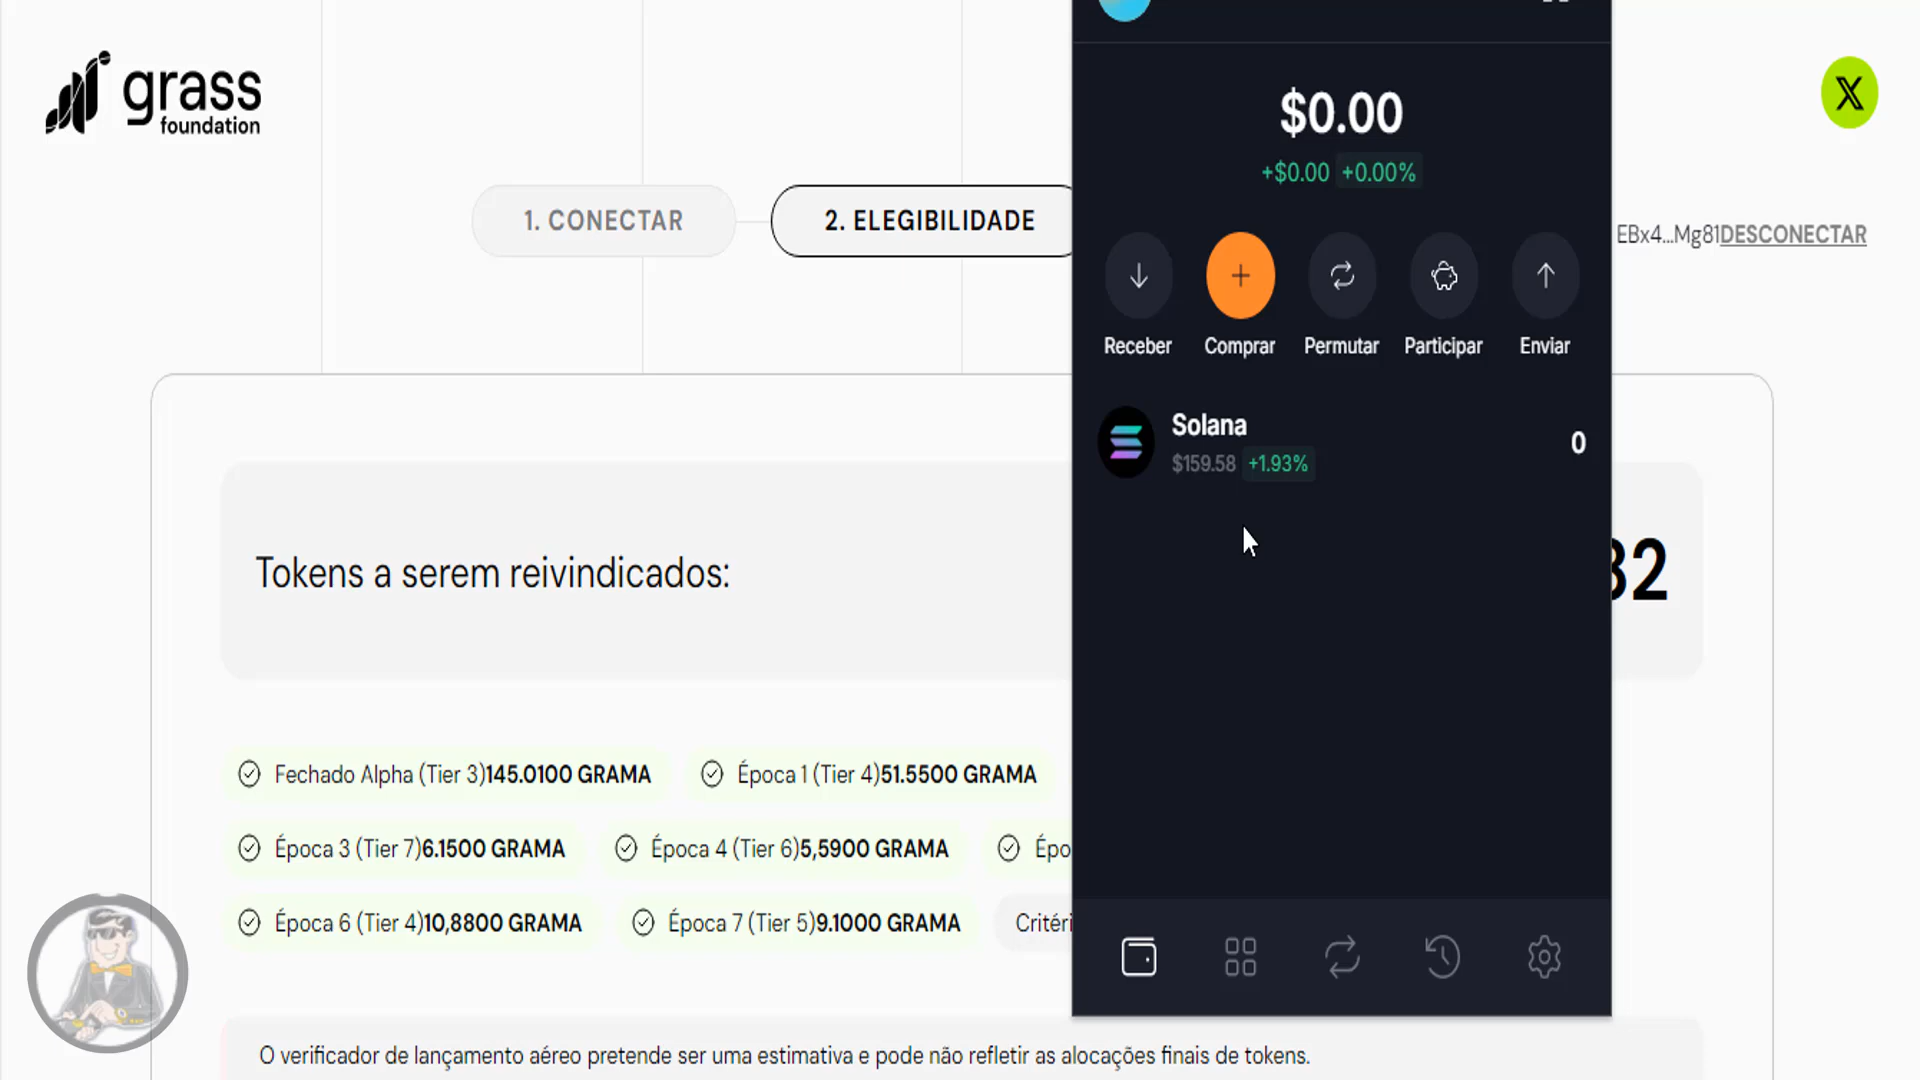 grass
foundation
1. CONECTAR
2. ELEGIBILIDADE
EBx4...Mg81DESCONECTAR
$0.00
+$0.00 +0.00%
Receber
Comprar
Permutar
Participar
Enviar
Solana
$159.58 +1.93%
0
Tokens a serem reivindicados:
32
Fechado Alpha (Tier 3)145.0100 GRAMA
Época 1 (Tier 4)51.5500 GRAMA
Época 3 (Tier 7)6.1500 GRAMA
Época 4 (Tier 6)5,5900 GRAMA
Épo
Época 6 (Tier 4)10,8800 GRAMA
Época 7 (Tier 5)9.1000 GRAMA
Critéri
O verificador de lançamento aéreo pretende ser uma estimativa e pode não refletir as alocações finais de tokens.